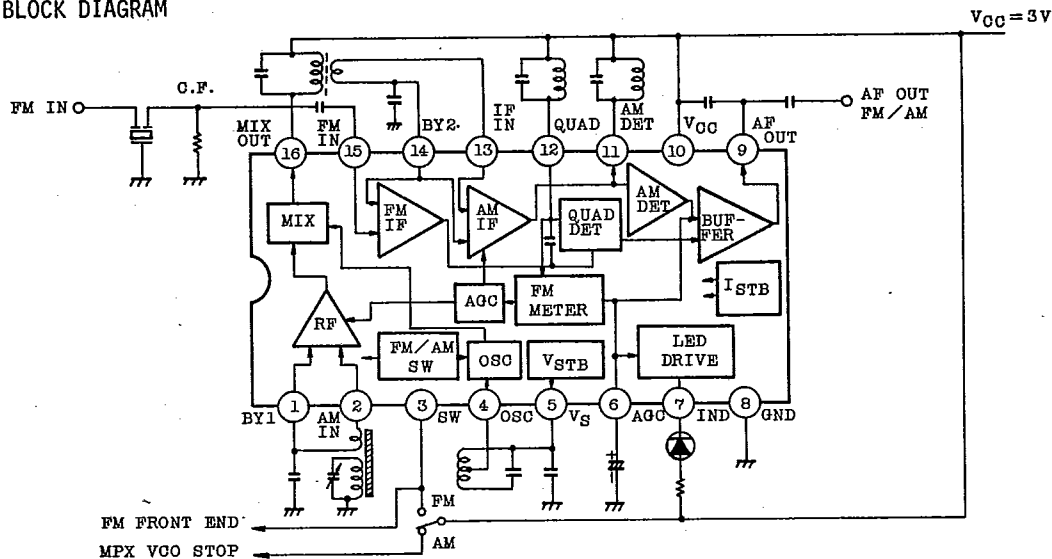 BLOCK DIAGRAM
VCC=3V
C.F.
FM IN
AF OUT
FM/AM
MIX
OUT
FM
IN
BY2
IF
IN
QUAD
AM
DET
VCC
AF
OUT
16
15
14
13
12
11
10
9
MIX
FM
IF
AM
IF
QUAD
DET
AM
DET
BUF-
FER
ISTB
AGC
FM
METER
RF
FM/AM
SW
OSC
VSTB
LED
DRIVE
1
2
3
4
5
6
7
8
BY1
AM
IN
SW
OSC
VS
AGC
IND
GND
FM
AM
FM FRONT END
MPX VCO STOP